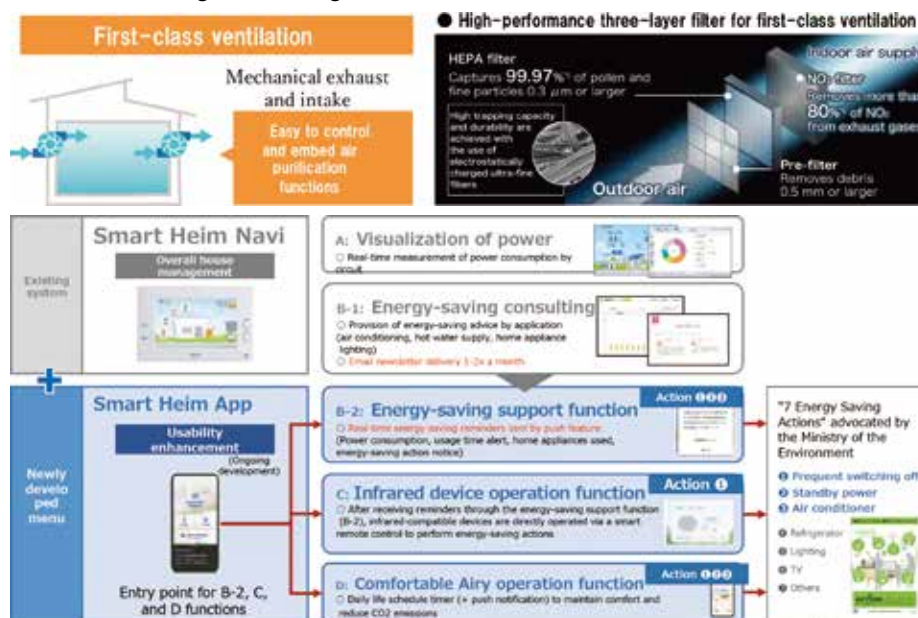 First-class ventilation
Mechanical exhaust
and intake
Easy to control
and embed air
purification
functions
● High-performance three-layer filter for first-class ventilation
HEPA filter
Captures 99.97% of pollen and
fine particles 0.3 μm or larger
High trapping capacity
and durability are
achieved with
the use of
electrostatically
charged ultra-fine
fibers
Outdoor air
Indoor air supply
NO₂ filter
Removes more than
80% of NO₂
from exhaust gases
Pre-filter
Removes debris
0.5 mm or larger
Existing
system
Smart Heim Navi
Overall house
management
A: Visualization of power
○ Real-time measurement of power consumption by
circuit
B-1: Energy-saving consulting
○ Provision of energy-saving advice by application
(air conditioning, hot water supply, home appliance
lighting)
○ Email newsletter delivery 1-2x a month
+
Newly
develo
ped
menu
Smart Heim App
Usability
enhancement
(Ongoing
development)
Entry point for B-2, C,
and D functions
B-2: Energy-saving support function
Action ❶❷❸
○ Real-time energy saving reminders sent by push feature
(Power consumption, usage time alert, home appliances used,
energy-saving action notice)
C: Infrared device operation function
Action ❶
○ After receiving reminders through the energy-saving support function
(B-2), infrared-compatible devices are directly operated via a smart
remote control to perform energy-saving actions
D: Comfortable Airy operation function
Action ❶❷❸
○ Daily life schedule timer (+ push notification) to maintain comfort and
reduce CO2 emissions
"7 Energy Saving
Actions" advocated by
the Ministry of the
Environment
❶ Frequent switching off
❷ Standby power
❸ Air conditioner
❹ Refrigerator
❺ Lighting
❻ TV
❼ Others